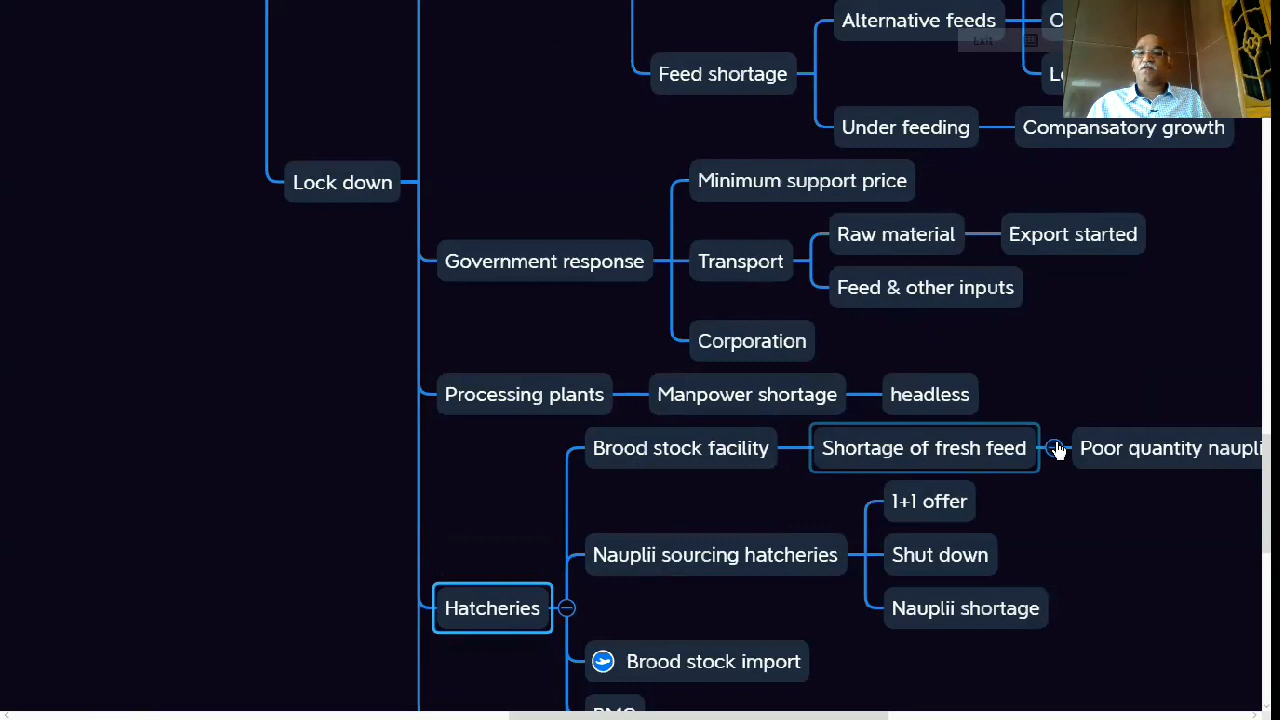 Alternative feeds
Exit
Feed shortage
Under feeding
Compansatory growth
Lock down
Minimum support price
Government response
Transport
Raw material
Export started
Feed & other inputs
Corporation
Processing plants
Manpower shortage
headless
Brood stock facility
Shortage of fresh feed
Poor quantity naupli
Nauplii sourcing hatcheries
1+1 offer
Shut down
Nauplii shortage
Hatcheries
Brood stock import